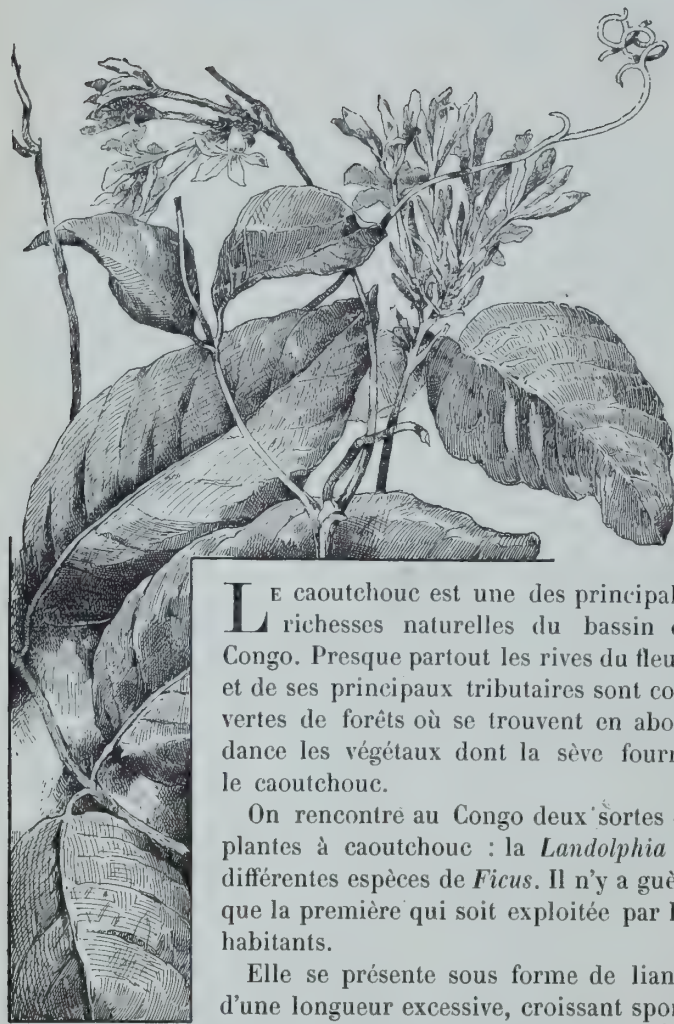 LE caoutchouc est une des principal
richesses naturelles du bassin
Congo. Presque partout les rives du fleu
et de ses principaux tributaires sont co
vertes de forêts où se trouvent en abo
dance les végétaux dont la sève four
le caoutchouc.
On rencontre au Congo deux sortes
plantes à caoutchouc : la Landolphia
différentes espèces de Ficus. Il n'y a guè
que la première qui soit exploitée par
habitants.
Elle se présente sous forme de lian
d'une longueur excessive, croissant spon